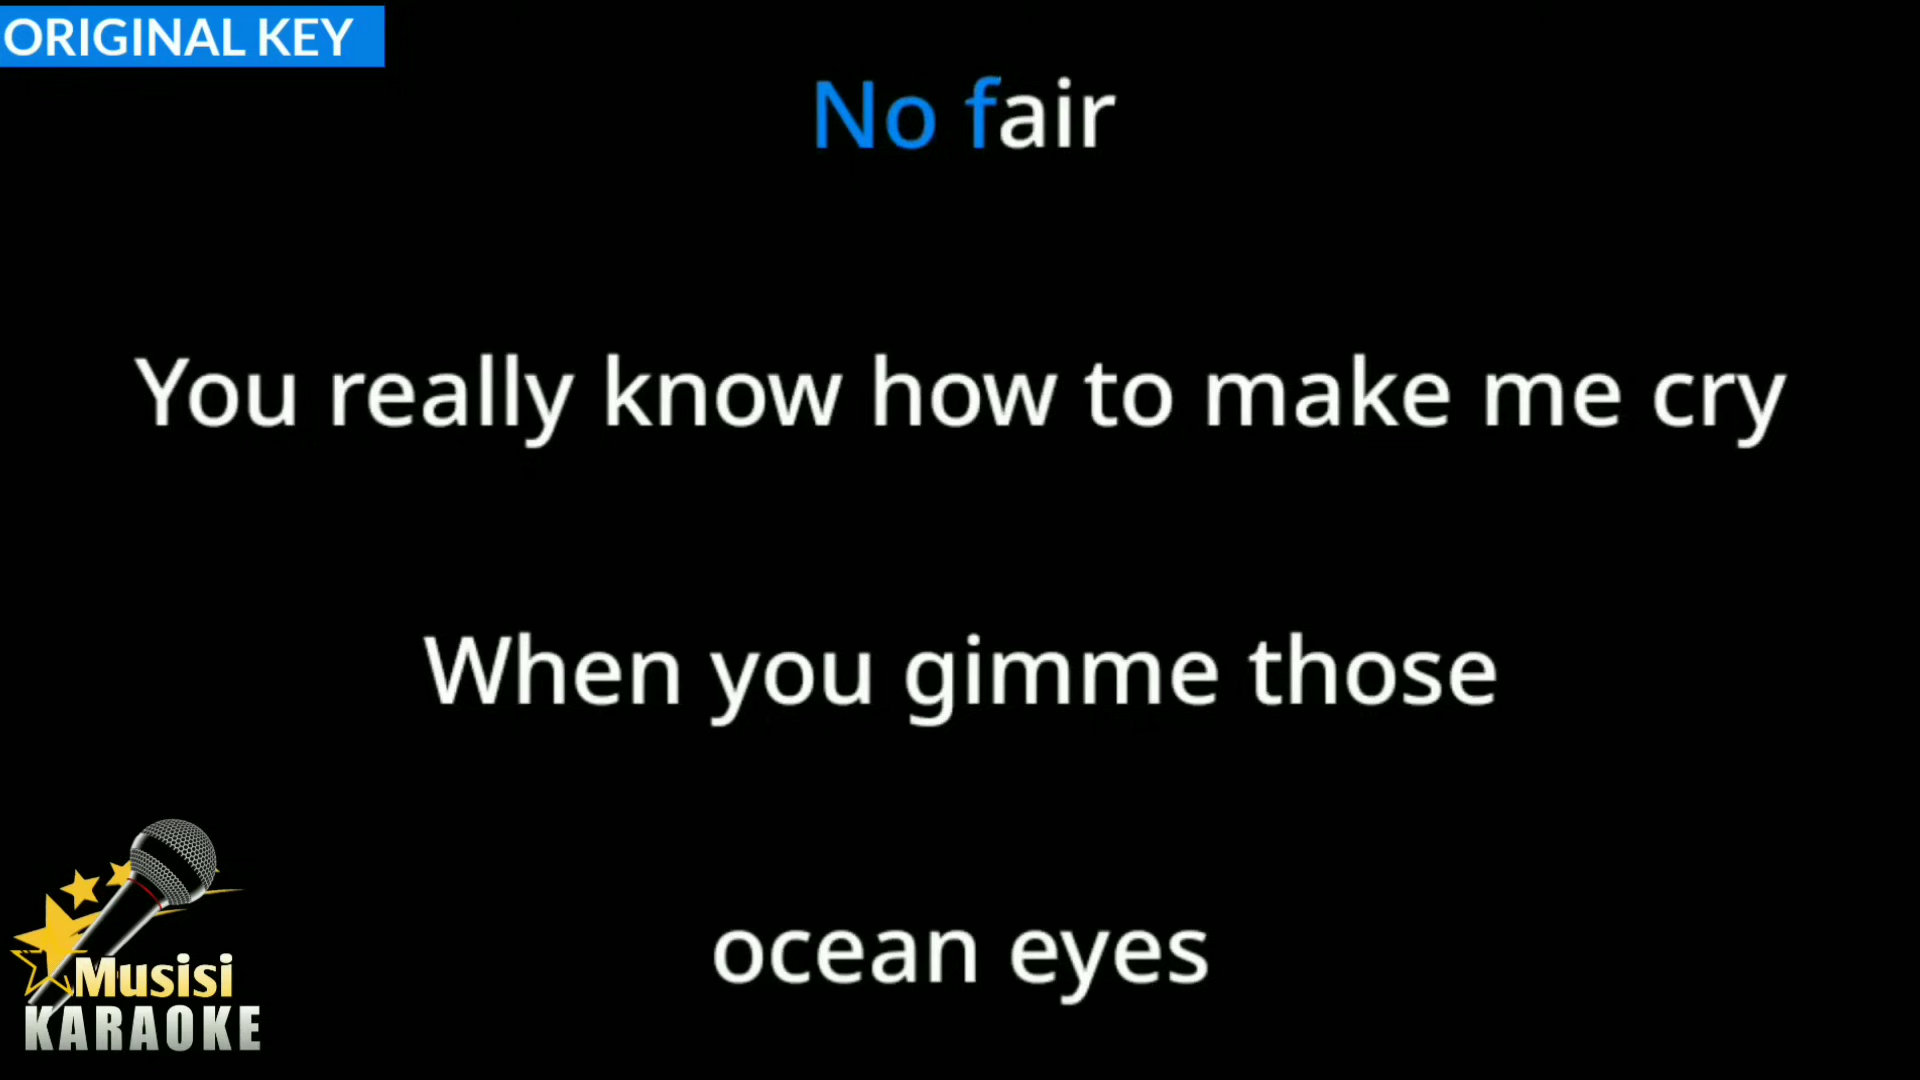 ORIGINAL KEY
No fair
You really know how to make me cry
When you gimme those
ocean eyes
Musisi
KARAOKE